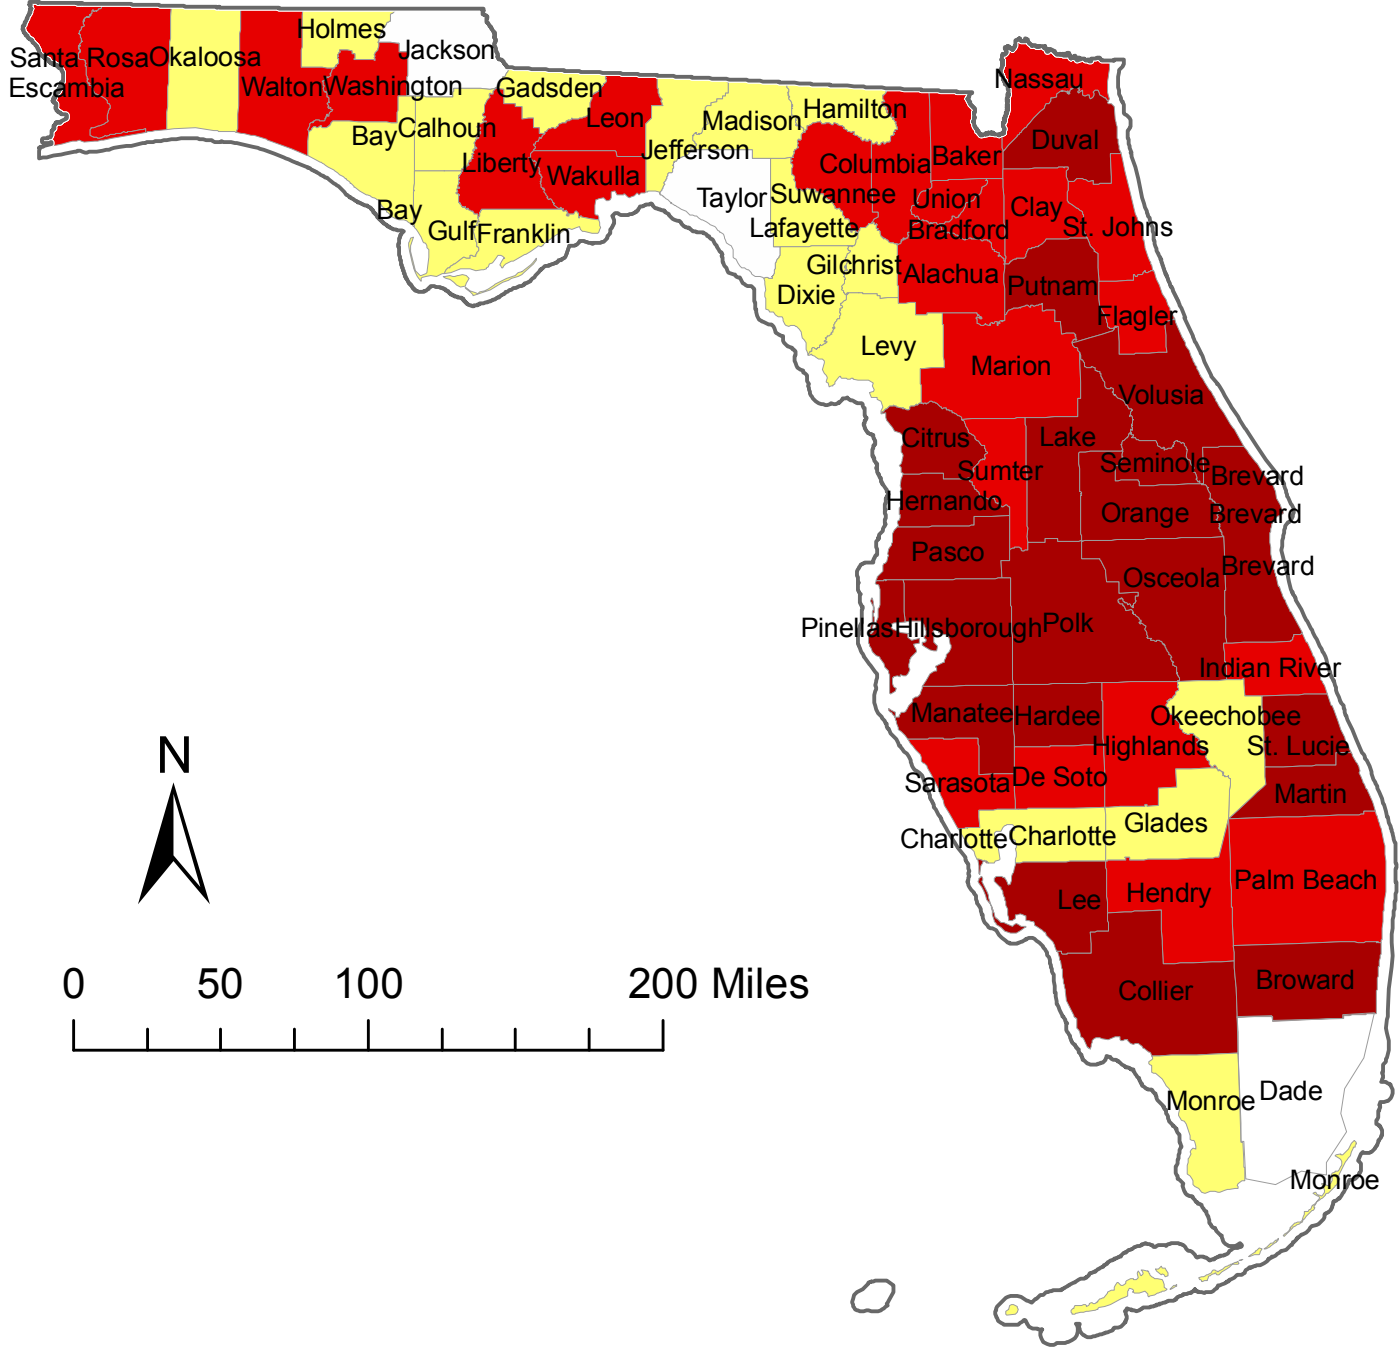 Holmes
Jackson
Santa Rosa
Okaloosa
Escambia
Walton
Washington
Gadsden
Nassau
Leon
Hamilton
Madison
Bay
Calhoun
Duval
Jefferson
Liberty
Columbia
Baker
Wakulla
Taylor
Suwannee
Union
Clay
Bay
Lafayette
Bradford
St. Johns
Gulf
Franklin
Gilchrist
Alachua
Dixie
Putnam
Flagler
Levy
Marion
Volusia
Citrus
Lake
Sumter
Seminole
Brevard
Hernando
Orange
Brevard
Pasco
Osceola
Brevard
Pinellas
Hillsborough
Polk
Indian River
Manatee
Hardee
Okeechobee
Highlands
St. Lucie
N
Sarasota
De Soto
Martin
Charlotte
Charlotte
Glades
Lee
Hendry
Palm Beach
0 50 100 200 Miles
Collier
Broward
Monroe
Dade
Monroe